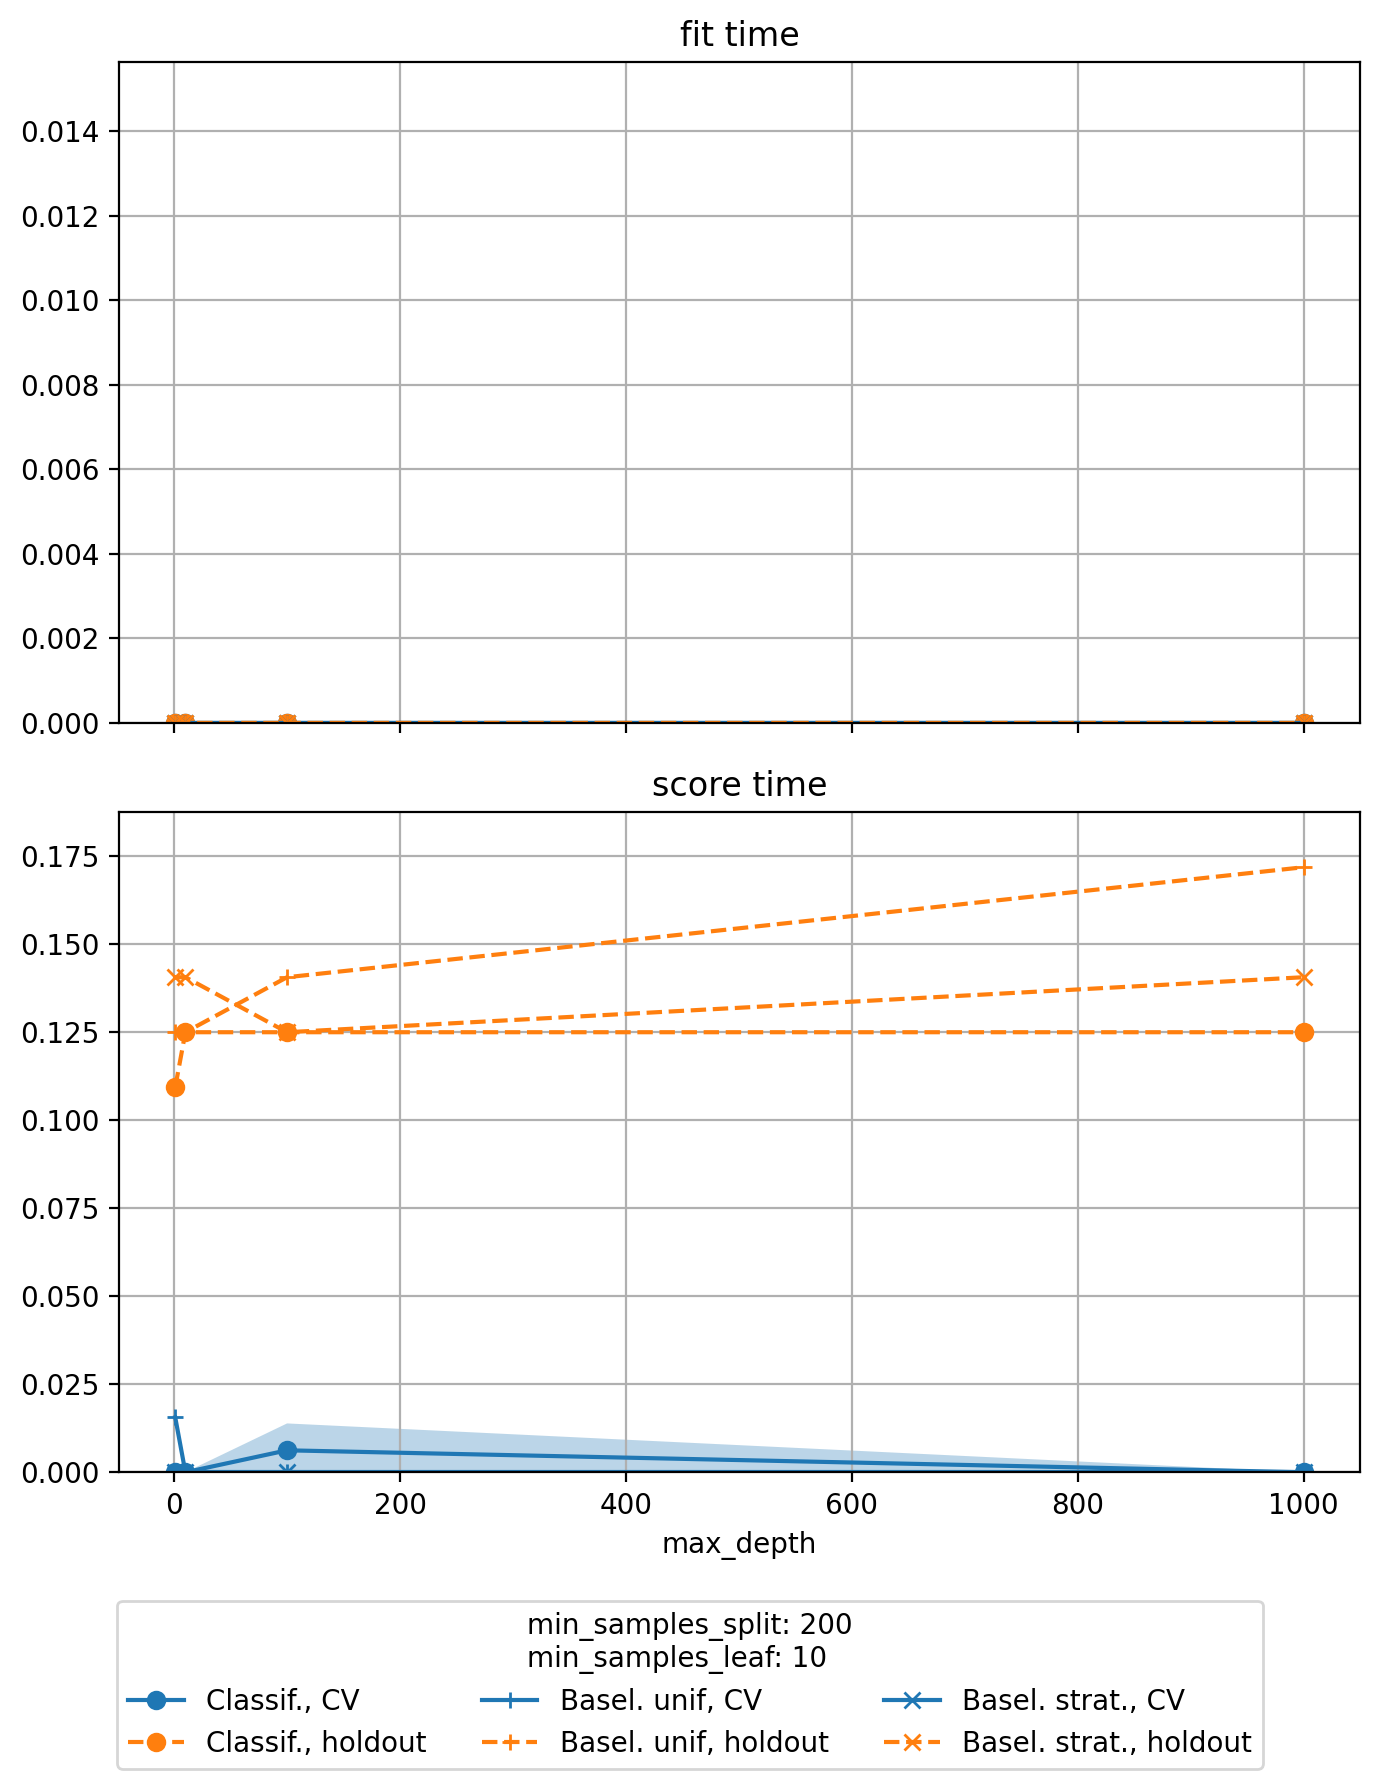 fit time
0.014
0.012
0.010
0.008
0.006
0.004
0.002
0.000
score time
0.175
0.150
0.125
0.100
0.075
0.050
0.025
0.000
0 200 400 600 800 1000
max_depth
min_samples_split: 200
min_samples_leaf: 10
Classif., CV Basel. unif, CV Basel. strat., CV
Classif., holdout Basel. unif, holdout Basel. strat., holdout